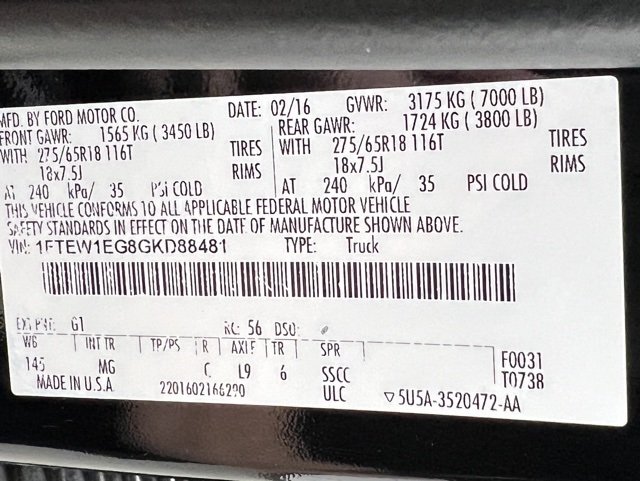 MFD. BY FORD MOTOR CO. DATE: 02/16 GVWR: 3175 KG ( 7000 LB)
FRONT GAWR: 1565 KG ( 3450 LB) REAR GAWR: 1724 KG ( 3800 LB)
WITH 275/65R18 116T TIRES WITH 275/65R18 116T TIRES
18x7.5J RIMS 18x7.5J RIMS
AT 240 kPa/ 35 PSI COLD AT 240 kPa/ 35 PSI COLD
THIS VEHICLE CONFORMS TO ALL APPLICABLE FEDERAL MOTOR VEHICLE
SAFETY STANDARDS IN EFFECT ON THE DATE OF MANUFACTURE SHOWN ABOVE.
VIN: 1FTEW1EG8GKD88481 TYPE: Truck
EXT PNT: G1 RC: 56 DSO:
WB INT TR TP/PS R AXLE TR SPR F0031
145 MG C L9 6 SSCC T0738
MADE IN U.S.A. 2201602166290 ULC ▽5U5A-3520472-AA